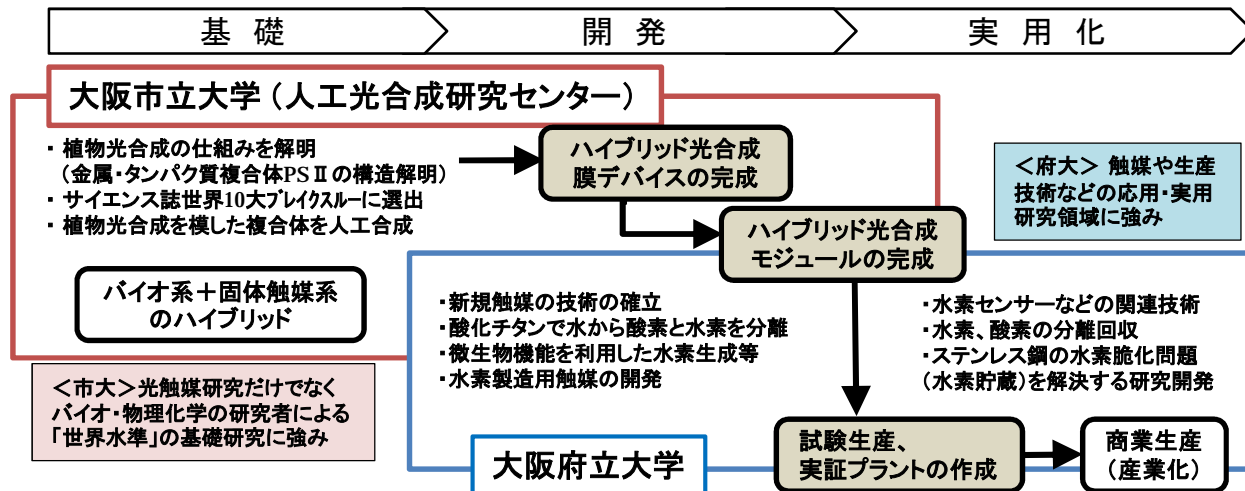 基 礎
開 発
実 用 化
大阪市立大学（人工光合成研究センター）
・植物光合成の仕組みを解明
（金属・タンパク質複合体PSⅡの構造解明）
・サイエンス誌世界10大ブレイクスルーに選出
・植物光合成を模した複合体を人工合成
ハイブリッド光合成
膜デバイスの完成
＜府大＞ 触媒や生産
技術などの応用・実用
研究領域に強み
ハイブリッド光合成
モジュールの完成
バイオ系＋固体触媒系
のハイブリッド
・新規触媒の技術の確立
・酸化チタンで水から酸素と水素を分離
・微生物機能を利用した水素生成等
・水素製造用触媒の開発
・水素センサーなどの関連技術
・水素、酸素の分離回収
・ステンレス鋼の水素脆化問題
（水素貯蔵）を解決する研究開発
＜市大＞光触媒研究だけでなく
バイオ・物理化学の研究者による
「世界水準」の基礎研究に強み
大阪府立大学
試験生産、
実証プラントの作成
商業生産
（産業化）